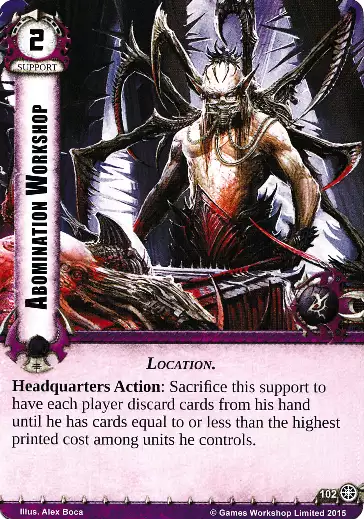 2
SUPPORT
ABOMINATION WORKSHOP
LOCATION.
Headquarters Action: Sacrifice this support to
have each player discard cards from his hand
until he has cards equal to or less than the highest
printed cost among units he controls.
102
Illus. Alex Boca
© Games Workshop Limited 2015